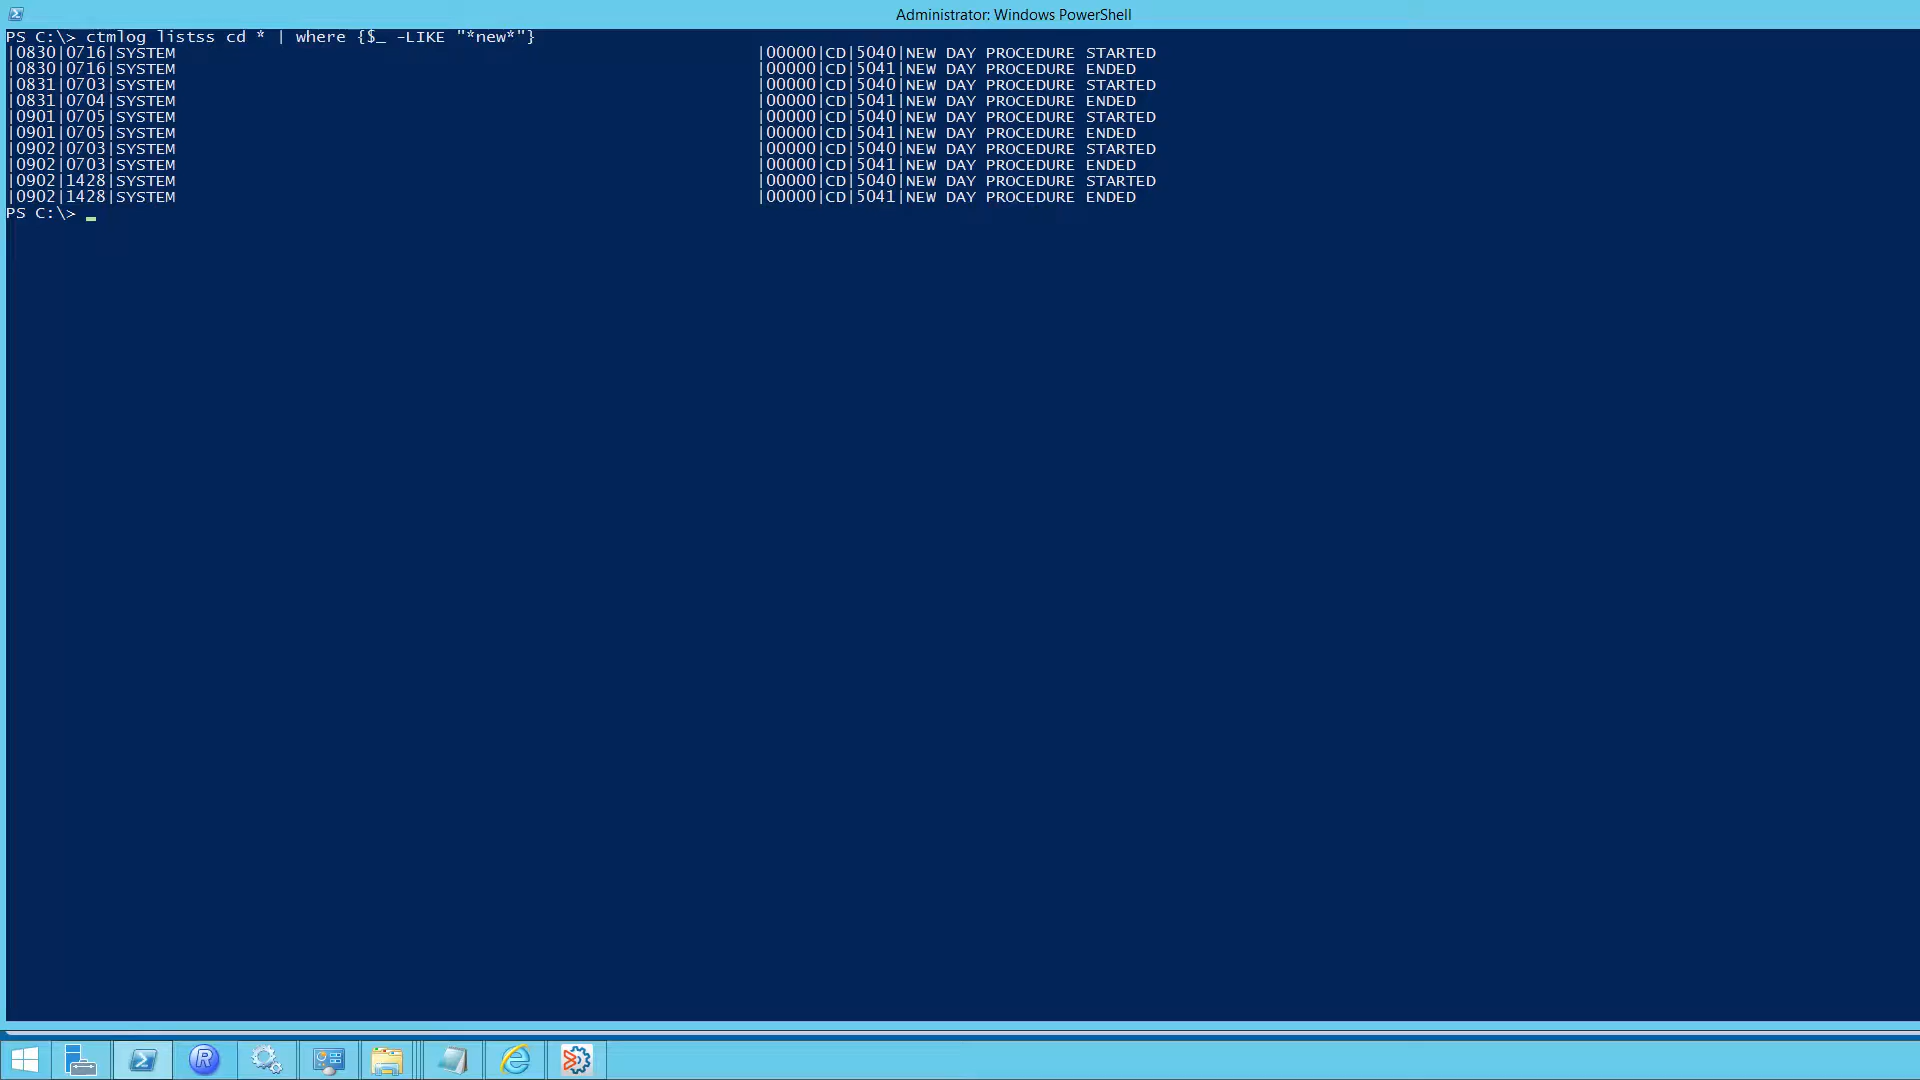 Administrator: Windows PowerShell
PS C:\> ctmlog listss cd * | where {$_ -LIKE "*new*"}
|0830|0716|SYSTEM |00000|CD|5040|NEW DAY PROCEDURE STARTED
|0830|0716|SYSTEM |00000|CD|5041|NEW DAY PROCEDURE ENDED
|0831|0703|SYSTEM |00000|CD|5040|NEW DAY PROCEDURE STARTED
|0831|0704|SYSTEM |00000|CD|5041|NEW DAY PROCEDURE ENDED
|0901|0705|SYSTEM |00000|CD|5040|NEW DAY PROCEDURE STARTED
|0901|0705|SYSTEM |00000|CD|5041|NEW DAY PROCEDURE ENDED
|0902|0703|SYSTEM |00000|CD|5040|NEW DAY PROCEDURE STARTED
|0902|0703|SYSTEM |00000|CD|5041|NEW DAY PROCEDURE ENDED
|0902|1428|SYSTEM |00000|CD|5040|NEW DAY PROCEDURE STARTED
|0902|1428|SYSTEM |00000|CD|5041|NEW DAY PROCEDURE ENDED
PS C:\> _